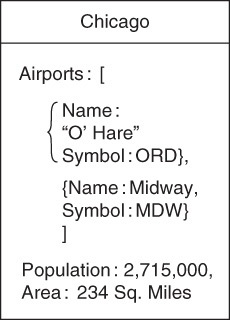 Chicago
Airports: [
{Name:
“O’ Hare”
Symbol:ORD},
{Name:Midway,
Symbol:MDW}
]
Population: 2,715,000,
Area: 234 Sq. Miles